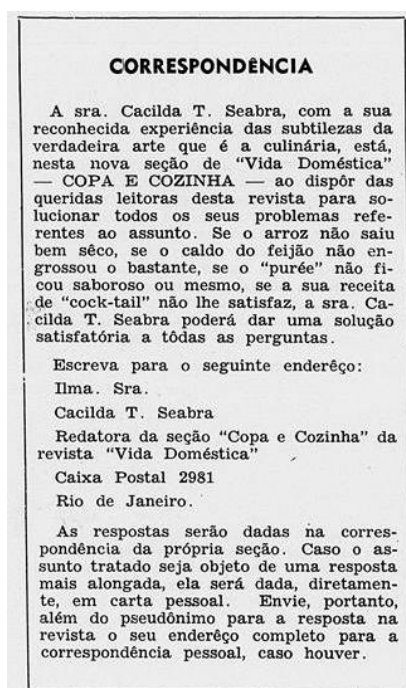 CORRESPONDÊNCIA
A sra. Cacilda T. Seabra, com a sua
reconhecida experiência das subtilezas da
verdadeira arte que é a culinária, está,
nesta nova seção de "Vida Doméstica"
— COPA E COZINHA — ao dispôr das
queridas leitoras desta revista para so-
lucionar todos os seus problemas refe-
rentes ao assunto. Se o arroz não saiu
bem sêco, se o caldo do feijão não en-
grossou o bastante, se o "purée" não fi-
cou saboroso ou mesmo, se a sua receita
de "cock-tail" não lhe satisfaz, a sra. Ca-
cilda T. Seabra poderá dar uma solução
satisfatória a tôdas as perguntas.
Escreva para o seguinte enderêço:
Ilma. Sra.
Cacilda T. Seabra
Redatora da seção "Copa e Cozinha" da
revista "Vida Doméstica"
Caixa Postal 2981
Rio de Janeiro.
As respostas serão dadas na corres-
pondência da própria seção. Caso o as-
sunto tratado seja objeto de uma resposta
mais alongada, ela será dada, diretamen-
te, em carta pessoal. Envie, portanto,
além do pseudônimo para a resposta na
revista o seu enderêço completo para a
correspondência pessoal, caso houver.